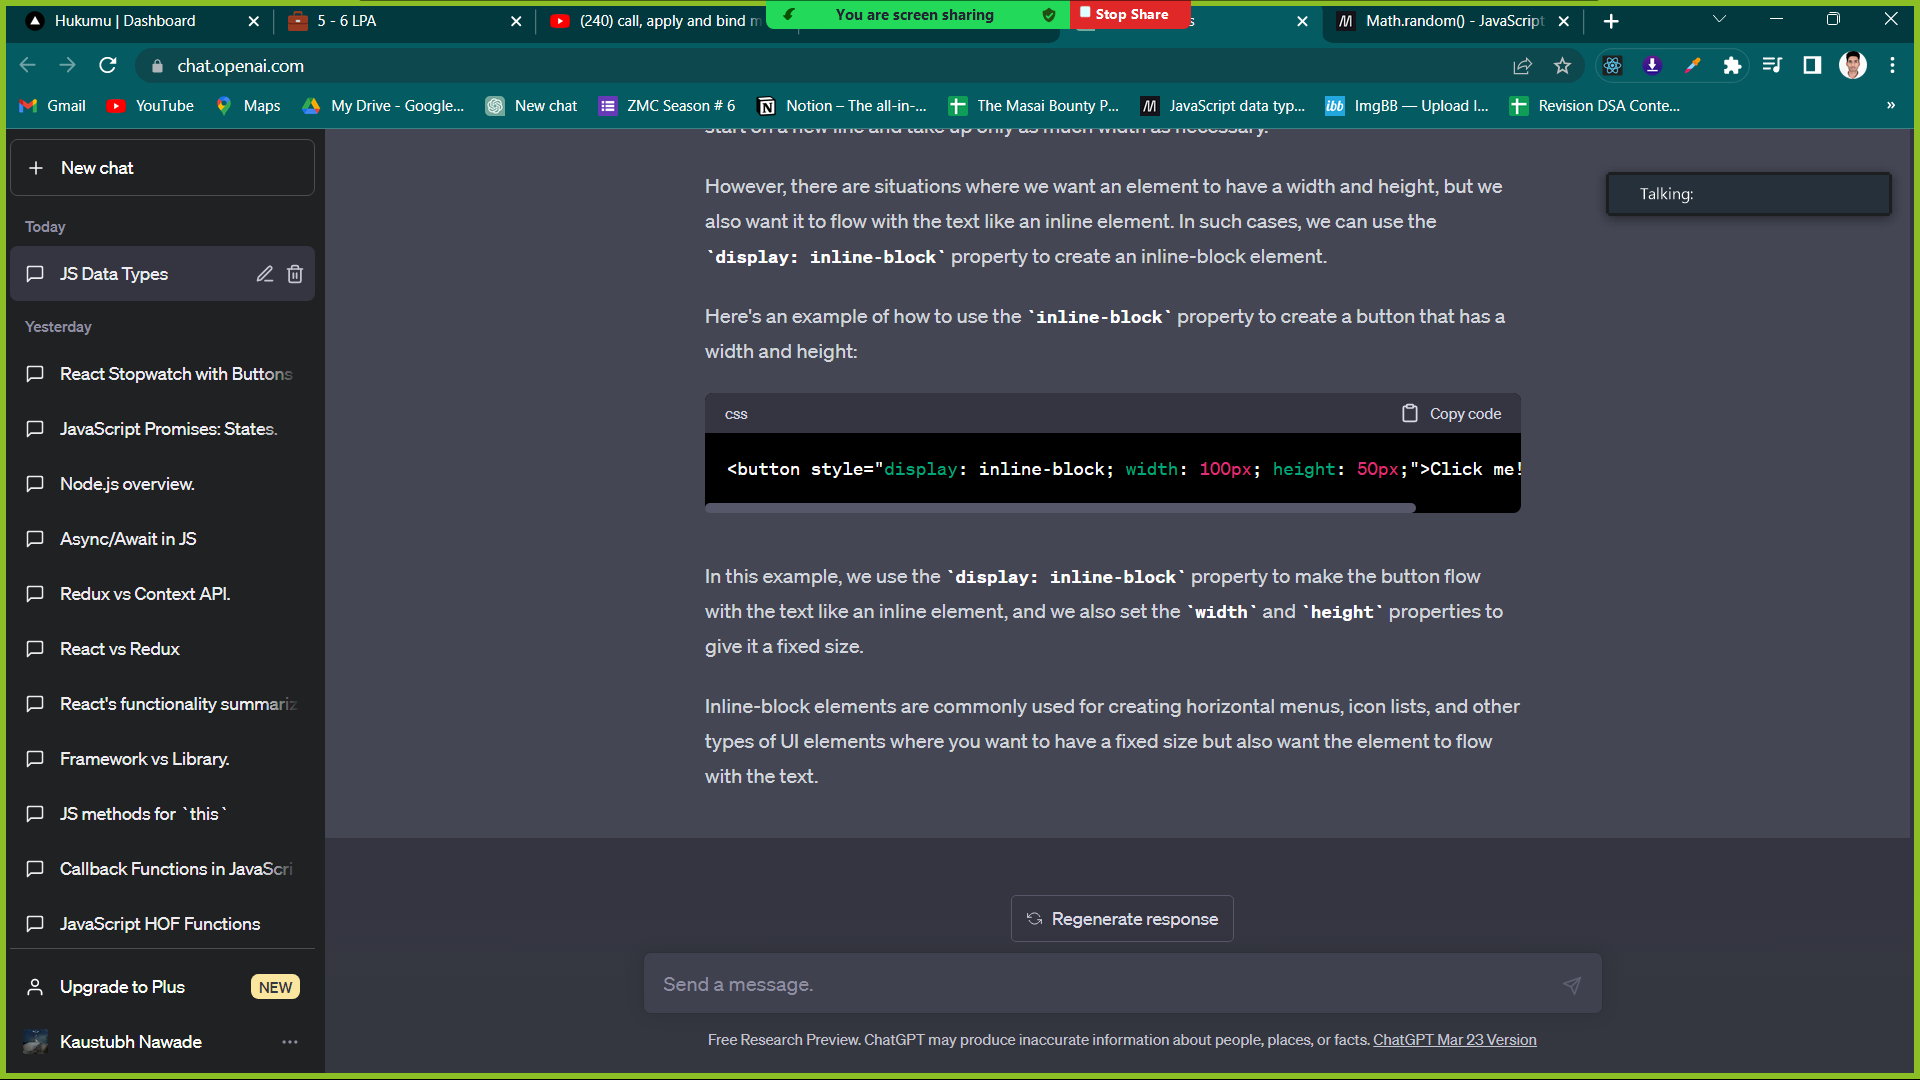 Hukumu | Dashboard
5 - 6 LPA
(240) call, apply and bind m
You are screen sharing
Stop Share
Math.random() - JavaScript
chat.openai.com
Gmail
YouTube
Maps
My Drive - Google...
New chat
ZMC Season # 6
Notion – The all-in-...
The Masai Bounty P...
JavaScript data typ...
ibb
ImgBB — Upload I...
Revision DSA Conte...
»
New chat
Today
JS Data Types
Yesterday
React Stopwatch with Buttons
JavaScript Promises: States.
Node.js overview.
Async/Await in JS
Redux vs Context API.
React vs Redux
React's functionality summariz
Framework vs Library.
JS methods for `this`
Callback Functions in JavaScri
JavaScript HOF Functions
Upgrade to Plus
NEW
Kaustubh Nawade
start on a new line and take up only as much width as necessary.
However, there are situations where we want an element to have a width and height, but we
also want it to flow with the text like an inline element. In such cases, we can use the
`display: inline-block` property to create an inline-block element.
Here's an example of how to use the `inline-block` property to create a button that has a
width and height:
css
Copy code
<button style="display: inline-block; width: 100px; height: 50px;">Click me!
In this example, we use the `display: inline-block` property to make the button flow
with the text like an inline element, and we also set the `width` and `height` properties to
give it a fixed size.
Inline-block elements are commonly used for creating horizontal menus, icon lists, and other
types of UI elements where you want to have a fixed size but also want the element to flow
with the text.
Regenerate response
Send a message.
Free Research Preview. ChatGPT may produce inaccurate information about people, places, or facts. ChatGPT Mar 23 Version
Talking: